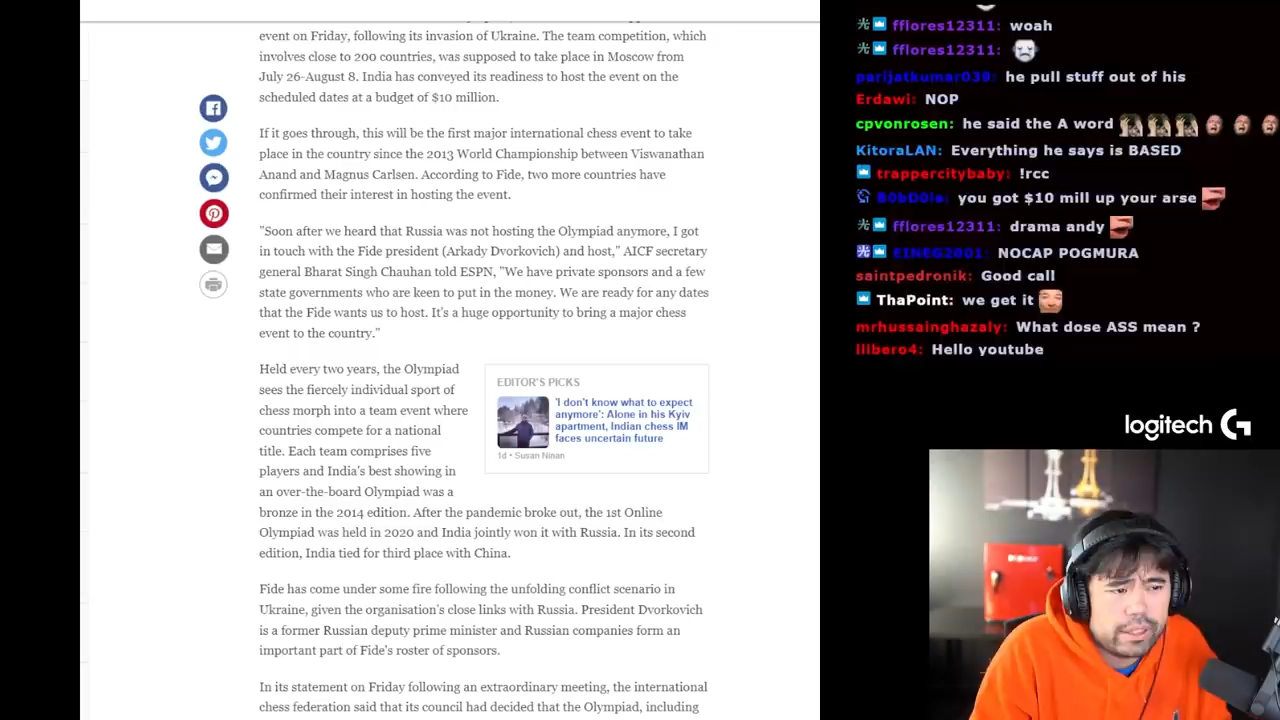 event on Friday, following its invasion of Ukraine. The team competition, which
involves close to 200 countries, was supposed to take place in Moscow from
July 26-August 8. India has conveyed its readiness to host the event on the
scheduled dates at a budget of $10 million.
If it goes through, this will be the first major international chess event to take
place in the country since the 2013 World Championship between Viswanathan
Anand and Magnus Carlsen. According to Fide, two more countries have
confirmed their interest in hosting the event.
"Soon after we heard that Russia was not hosting the Olympiad anymore, I got
in touch with the Fide president (Arkady Dvorkovich) and host," AICF secretary
general Bharat Singh Chauhan told ESPN, "We have private sponsors and a few
state governments who are keen to put in the money. We are ready for any dates
that the Fide wants us to host. It's a huge opportunity to bring a major chess
event to the country."
Held every two years, the Olympiad
sees the fiercely individual sport of
chess morph into a team event where
countries compete for a national
title. Each team comprises five
players and India's best showing in
an over-the-board Olympiad was a
bronze in the 2014 edition. After the pandemic broke out, the 1st Online
Olympiad was held in 2020 and India jointly won it with Russia. In its second
edition, India tied for third place with China.
EDITOR'S PICKS
'I don't know what to expect
anymore': Alone in his Kyiv
apartment, Indian chess IM
faces uncertain future
1d • Susan Ninan
Fide has come under some fire following the unfolding conflict scenario in
Ukraine, given the organisation's close links with Russia. President Dvorkovich
is a former Russian deputy prime minister and Russian companies form an
important part of Fide's roster of sponsors.
In its statement on Friday following an extraordinary meeting, the international
chess federation said that its council had decided that the Olympiad, including
fflores12311: woah
fflores12311:
parijatkumar039: he pull stuff out of his
Erdawi: NOP
cpvonrosen: he said the A word
KitoraLAN: Everything he says is BASED
trappercitybaby: !rcc
B0bD0le: you got $10 mill up your arse
fflores12311: drama andy
EINEG2001: NOCAP POGMURA
saintpedronik: Good call
ThaPoint: we get it
mrhussainghazaly: What dose ASS mean ?
llibero4: Hello youtube
logitech G